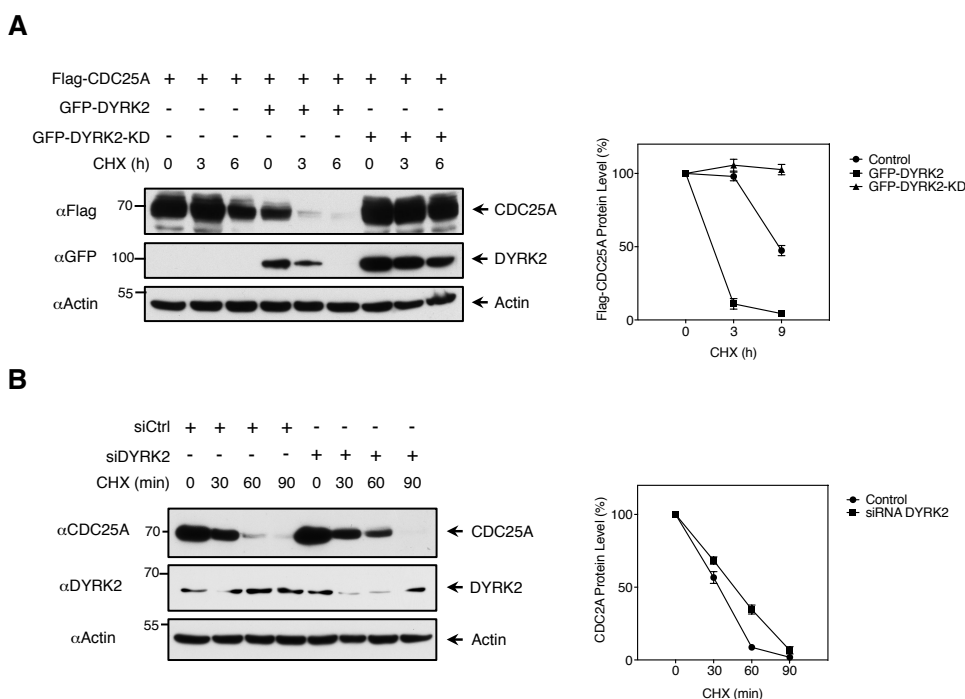 A
Flag-CDC25A + + + + + + + + +
GFP-DYRK2 - - - + + + - - -
GFP-DYRK2-KD - - - - - - + + +
CHX (h) 0 3 6 0 3 6 0 3 6
αFlag 70 CDC25A
αGFP 100 DYRK2
αActin 55 Actin
Flag-CDC25A Protein Level (%)
100
50
0
0 3 9
CHX (h)
Control
GFP-DYRK2
GFP-DYRK2-KD
B
siCtrl + + + + - - - -
siDYRK2 - - - - + + + +
CHX (min) 0 30 60 90 0 30 60 90
αCDC25A 70 CDC25A
αDYRK2 70 DYRK2
αActin 55 Actin
CDC2A Protein Level (%)
100
50
0
0 30 60 90
CHX (min)
Control
siRNA DYRK2